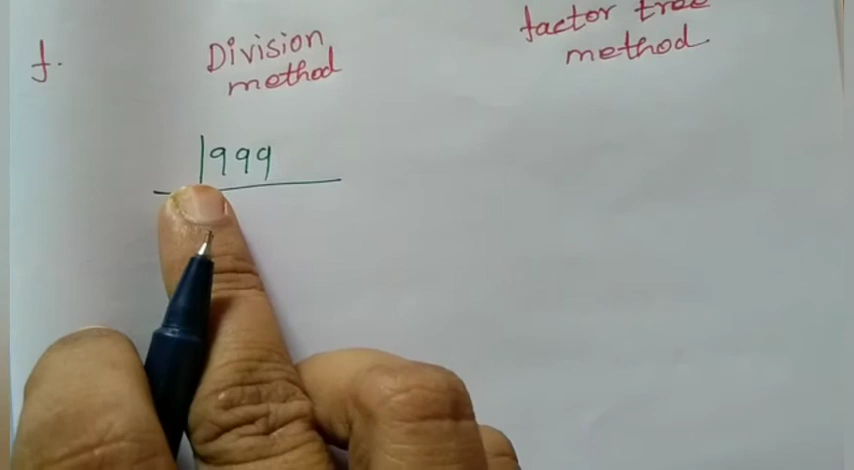 f.
Division
method
factor tree
method
999